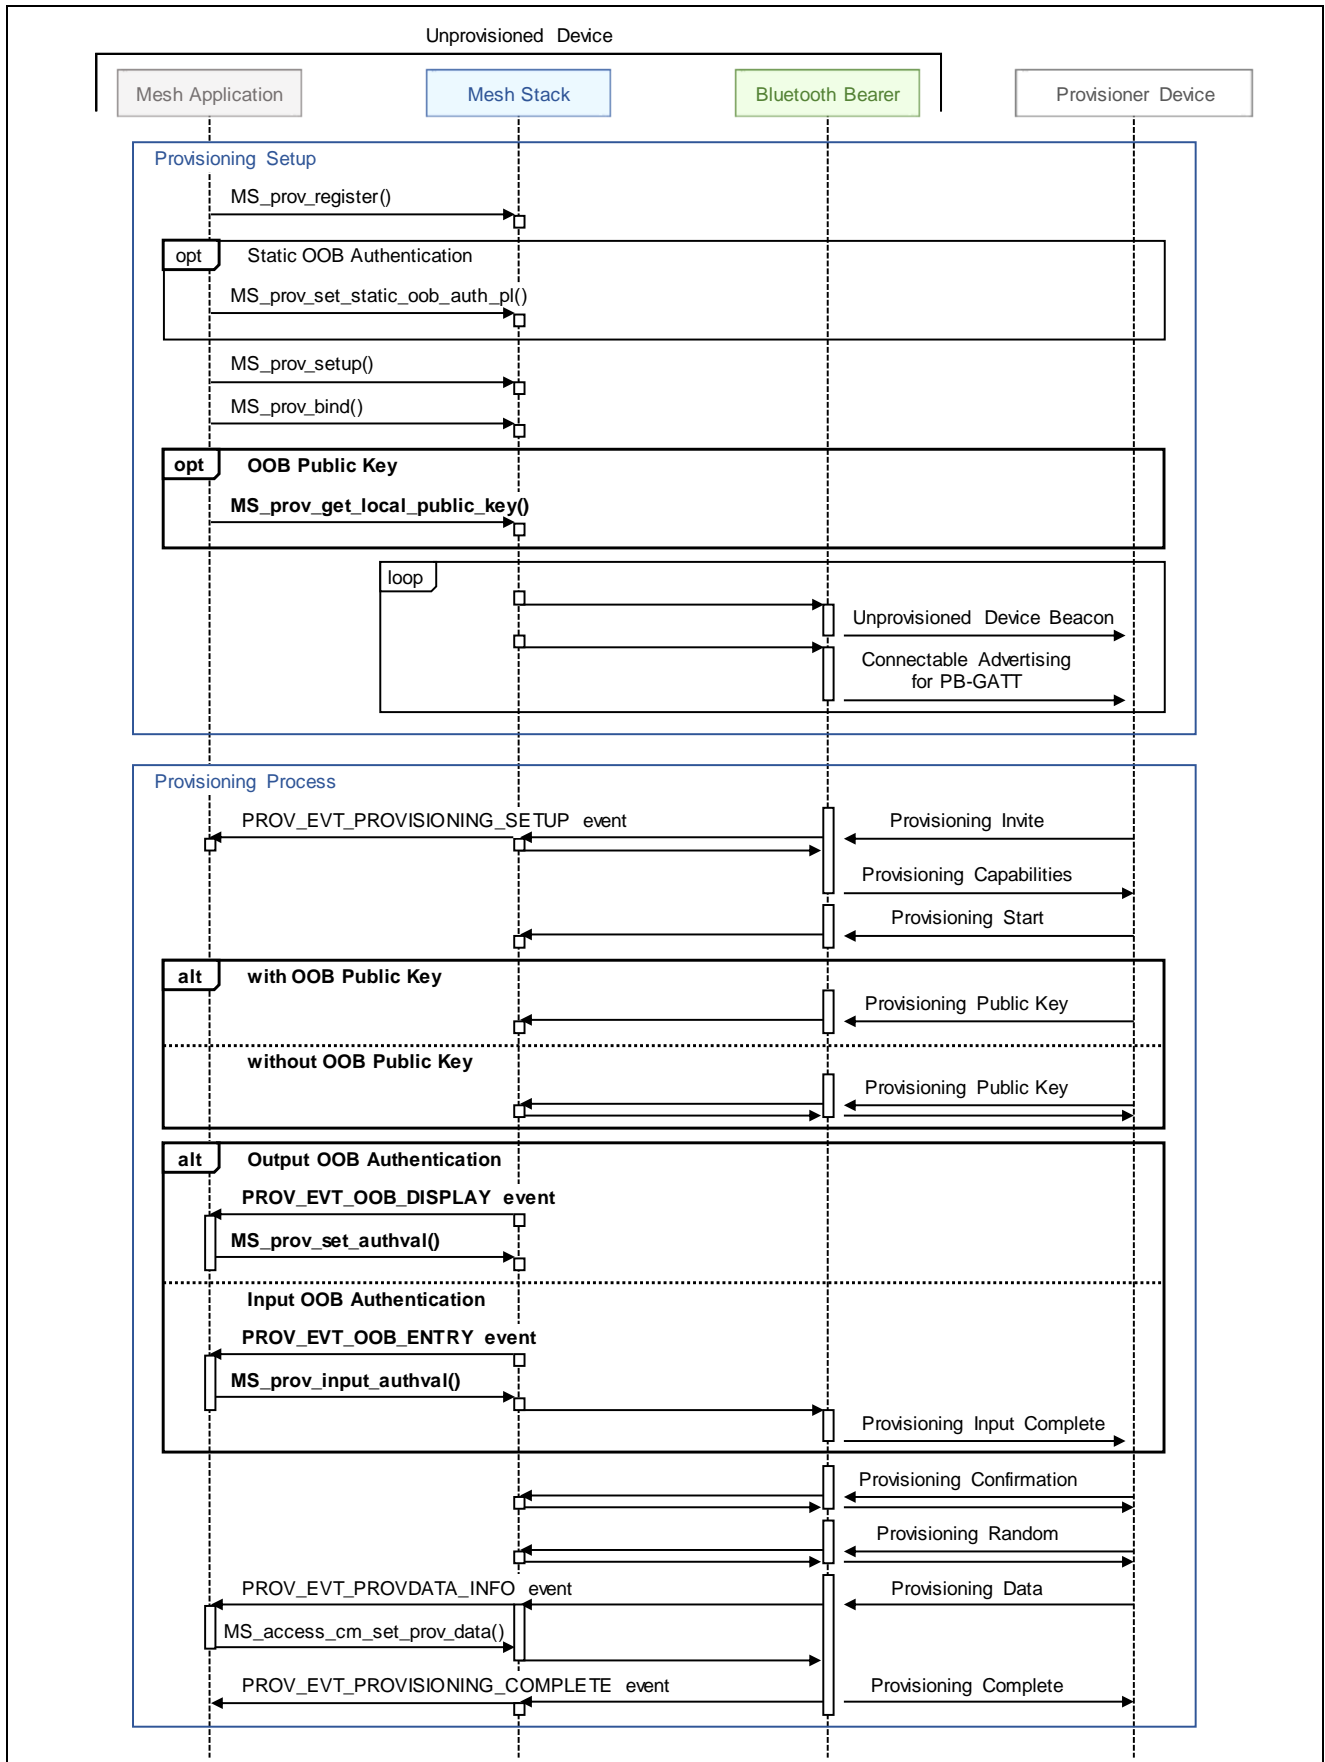 Unprovisioned Device
Mesh Application
Mesh Stack
Bluetooth Bearer
Provisioner Device
Provisioning Setup
MS_prov_register()
opt
Static OOB Authentication
MS_prov_set_static_oob_auth_pl()
MS_prov_setup()
MS_prov_bind()
opt
OOB Public Key
MS_prov_get_local_public_key()
loop
Unprovisioned Device Beacon
Connectable Advertising
for PB-GATT
Provisioning Process
PROV_EVT_PROVISIONING_SETUP event
Provisioning Invite
Provisioning Capabilities
Provisioning Start
alt
with OOB Public Key
Provisioning Public Key
without OOB Public Key
Provisioning Public Key
alt
Output OOB Authentication
PROV_EVT_OOB_DISPLAY event
MS_prov_set_authval()
Input OOB Authentication
PROV_EVT_OOB_ENTRY event
MS_prov_input_authval()
Provisioning Input Complete
Provisioning Confirmation
Provisioning Random
PROV_EVT_PROVDATA_INFO event
Provisioning Data
MS_access_cm_set_prov_data()
PROV_EVT_PROVISIONING_COMPLETE event
Provisioning Complete